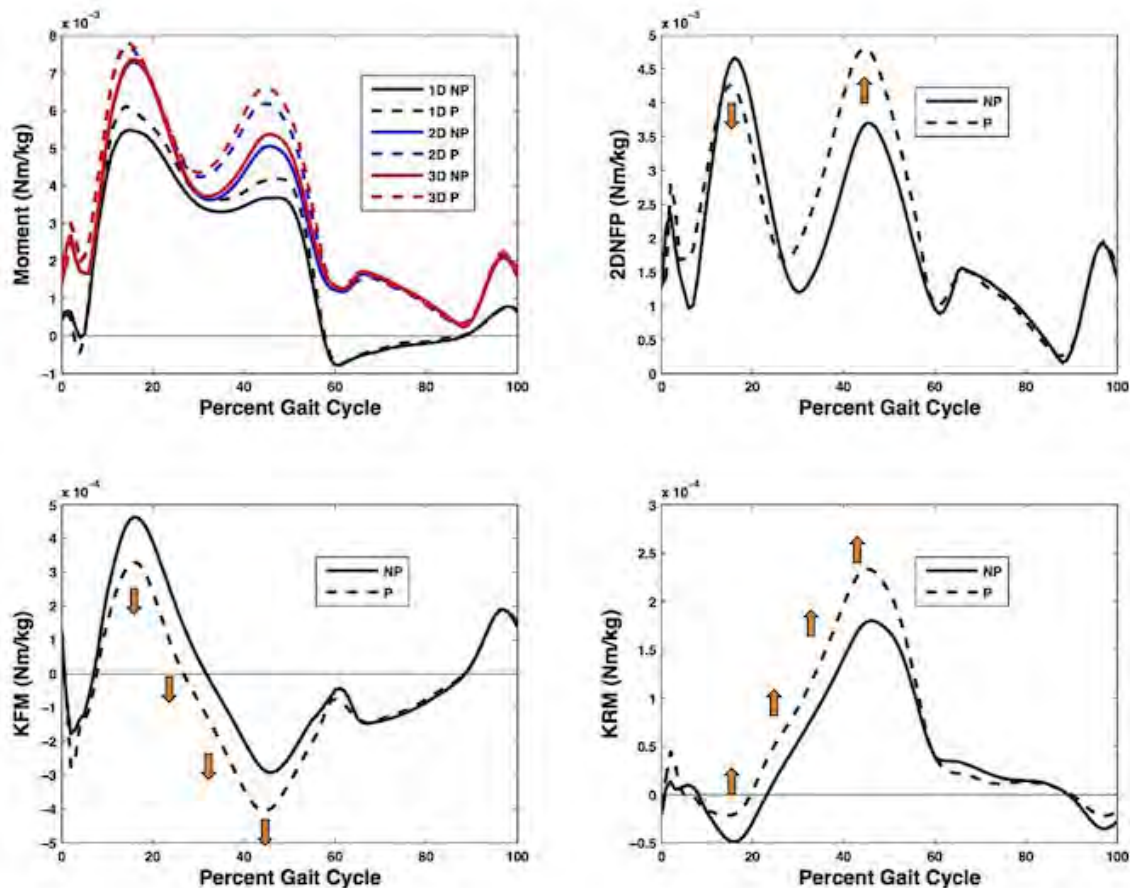 x 10⁻³
8
7
6
5
4
3
2
1
0
−1
Moment (Nm/kg)
1D NP
1D P
2D NP
2D P
3D NP
3D P
0 20 40 60 80 100
Percent Gait Cycle
x 10⁻³
5
4.5
4
3.5
3
2.5
2
1.5
1
0.5
0
2DNFP (Nm/kg)
NP
P
0 20 40 60 80 100
Percent Gait Cycle
x 10⁻⁴
5
4
3
2
1
0
−1
−2
−3
−4
−5
KFM (Nm/kg)
NP
P
0 20 40 60 80 100
Percent Gait Cycle
x 10⁻⁴
3
2.5
2
1.5
1
0.5
0
−0.5
KRM (Nm/kg)
NP
P
0 20 40 60 80 100
Percent Gait Cycle